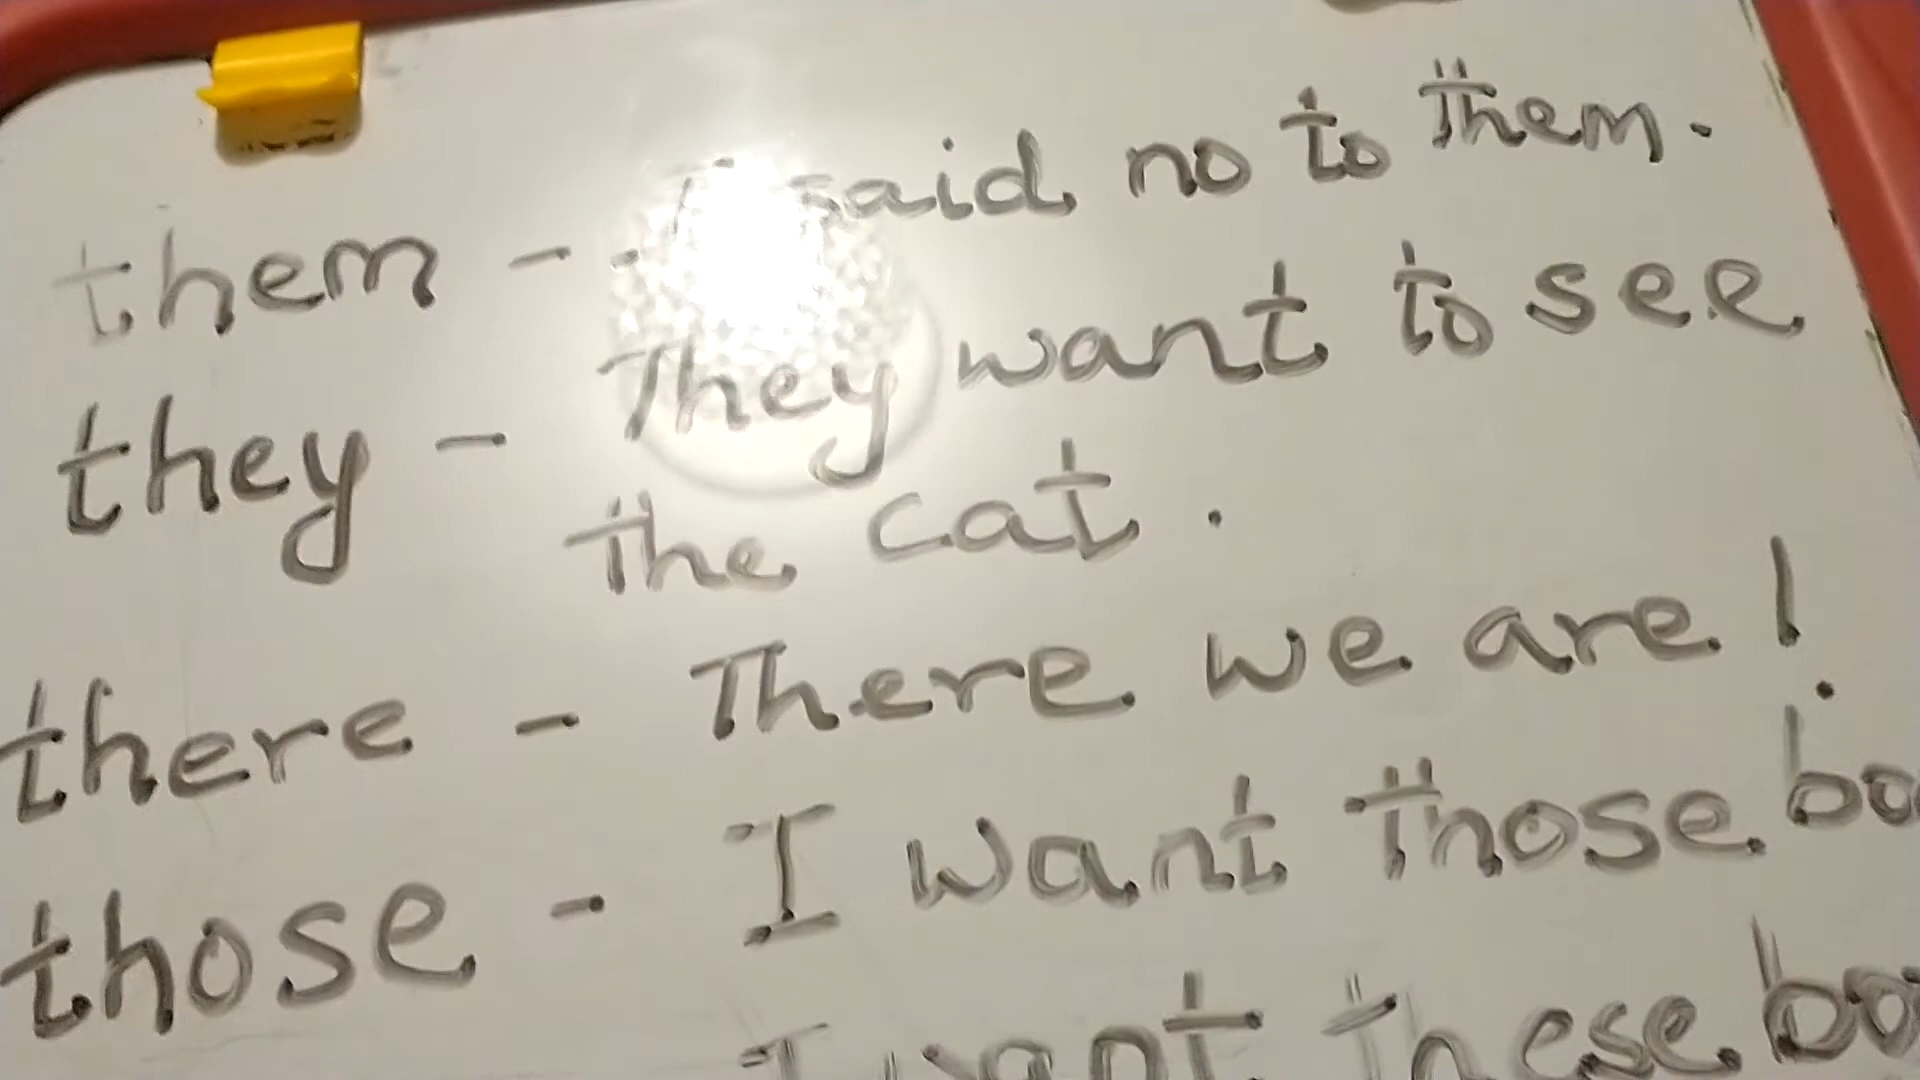 them - I said no to them.
they - They want to see
the cat.
there - There we are!
those - I want those
I want these